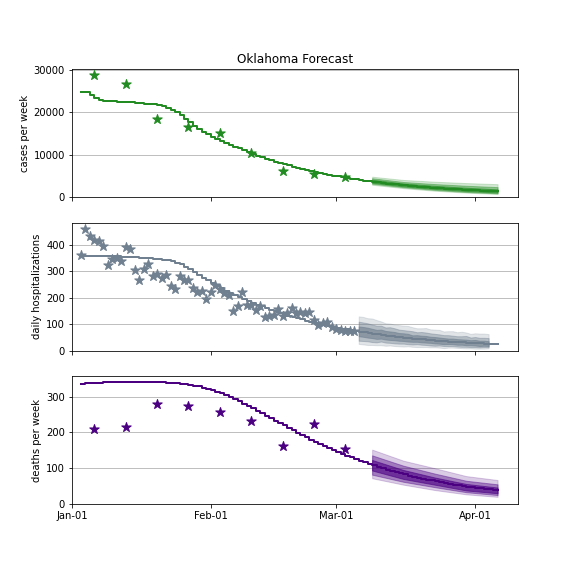 Oklahoma Forecast
30000
20000
10000
0
cases per week
400
300
200
100
0
daily hospitalizations
300
200
100
0
deaths per week
Jan-01 Feb-01 Mar-01 Apr-01